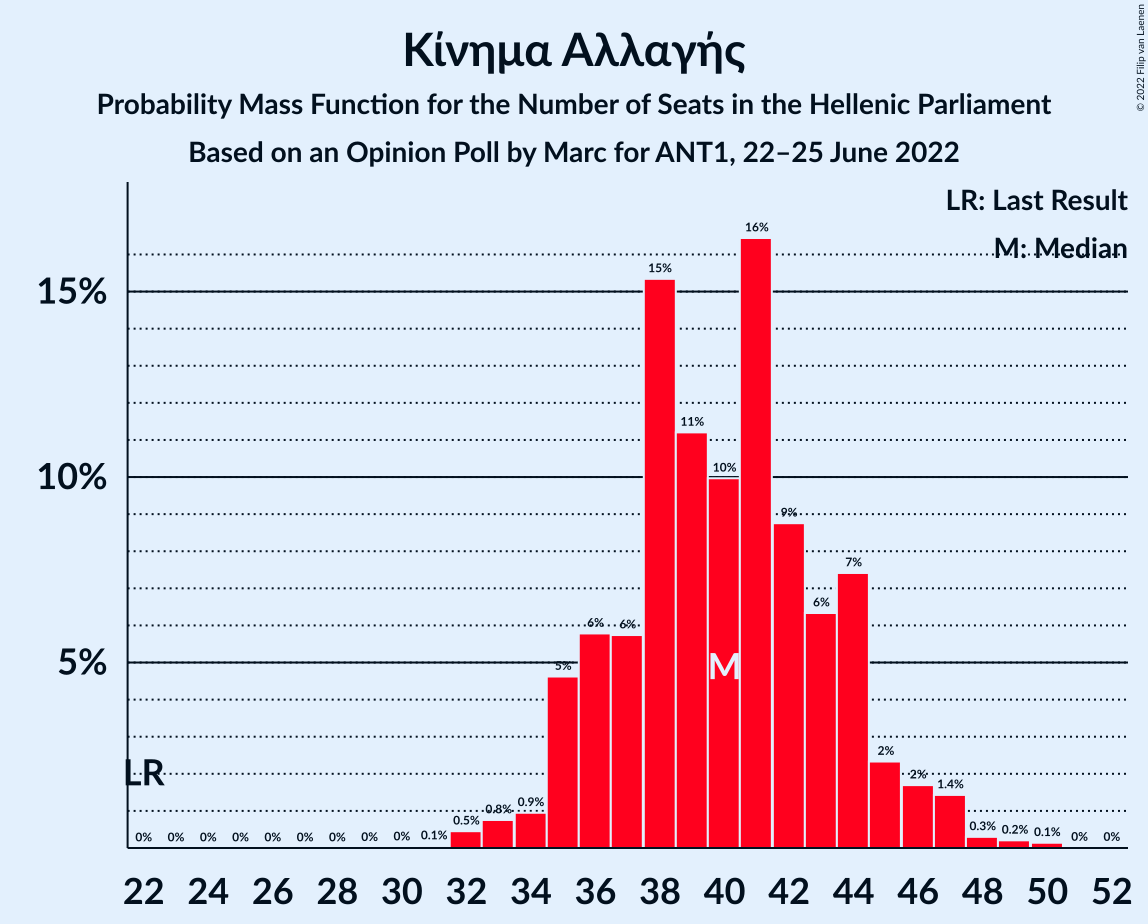 Κίνημα Αλλαγής
Probability Mass Function for the Number of Seats in the Hellenic Parliament
Based on an Opinion Poll by Marc for ANT1, 22–25 June 2022
© 2022 Filip van Laenen
LR: Last Result
M: Median
15%
10%
5%
16%
15%
11%
10%
9%
7%
6%
6%
6%
5%
M
LR
2%
2%
1.4%
0% 0% 0% 0% 0% 0% 0% 0% 0% 0.1% 0.5% 0.8% 0.9% 0.3% 0.2% 0.1% 0% 0%
22 24 26 28 30 32 34 36 38 40 42 44 46 48 50 52